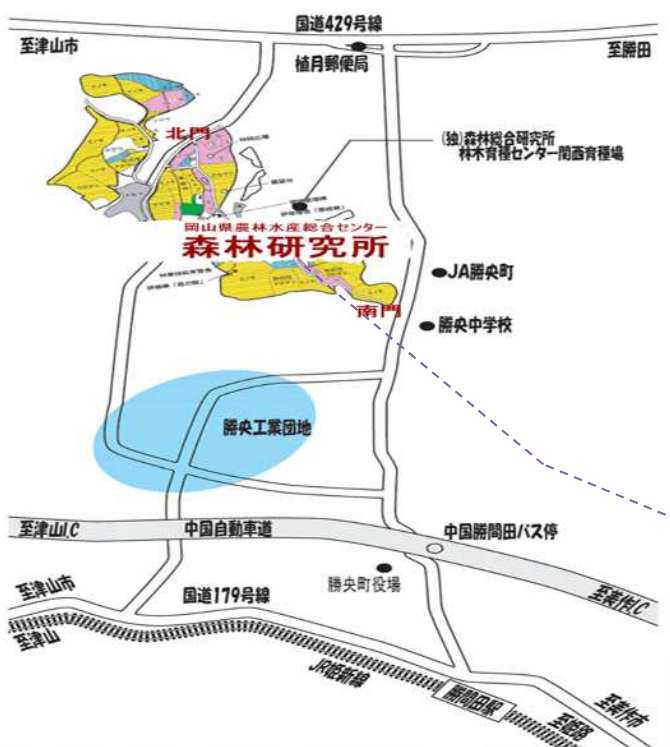 国道429号線
至津山市
植月郵便局
至勝田
北門
(独)森林総合研究所
林木育種センター関西育種場
岡山県農林水産総合センター
森林研究所
JA勝央町
南門
勝央中学校
勝央工業団地
至津山I.C
中国自動車道
中国勝間田バス停
勝央町役場
至美作I.C
至津山市
国道179号線
至津山
JR姫新線
勝間田駅
至姫路
至美作市